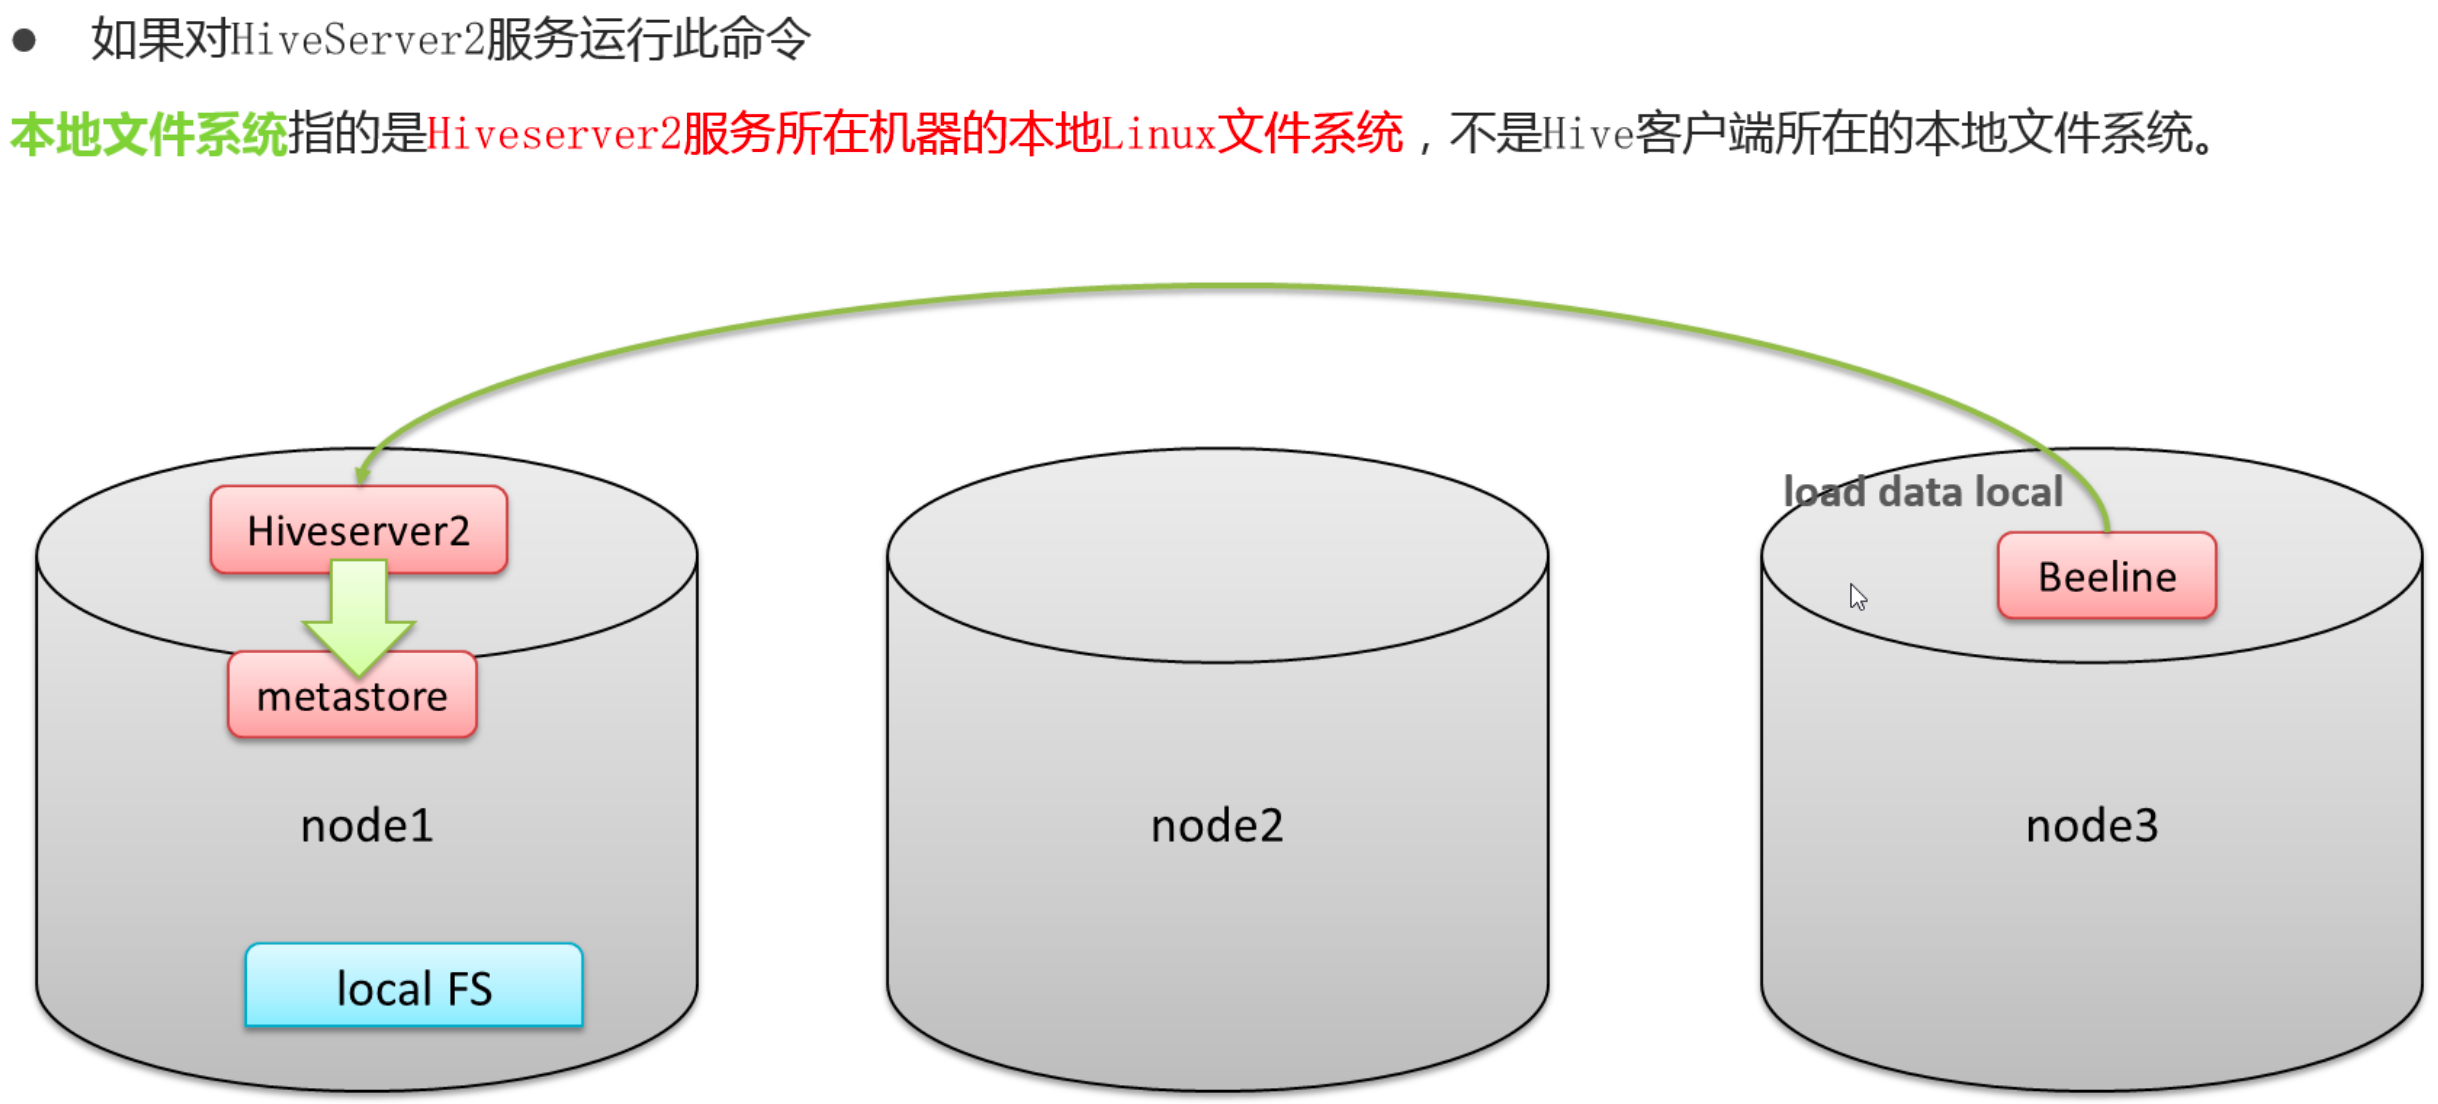 ● 如果对HiveServer2服务运行此命令
本地文件系统指的是Hiveserver2服务所在机器的本地Linux文件系统，不是Hive客户端所在的本地文件系统。
load data local
Hiveserver2
Beeline
metastore
node1
node2
node3
local FS